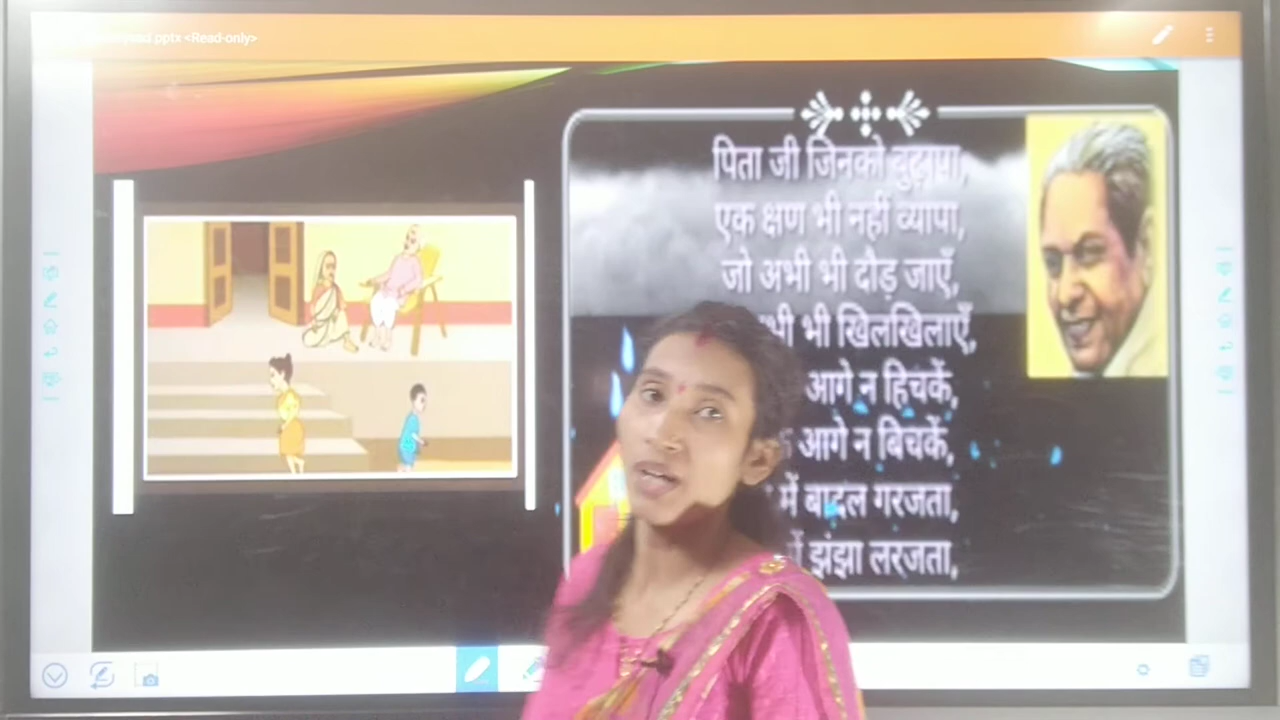 .pptx <Read-only>
पिता जी जिनको बुढ़ापा,
एक क्षण भी नहीं व्यापा,
जो अभी भी दौड़ जाएँ,
भी खिलखिलाएँ,
आगे न हिचकें,
आगे न बिचकें,
में बादल गरजता,
में झंझा लरजता,